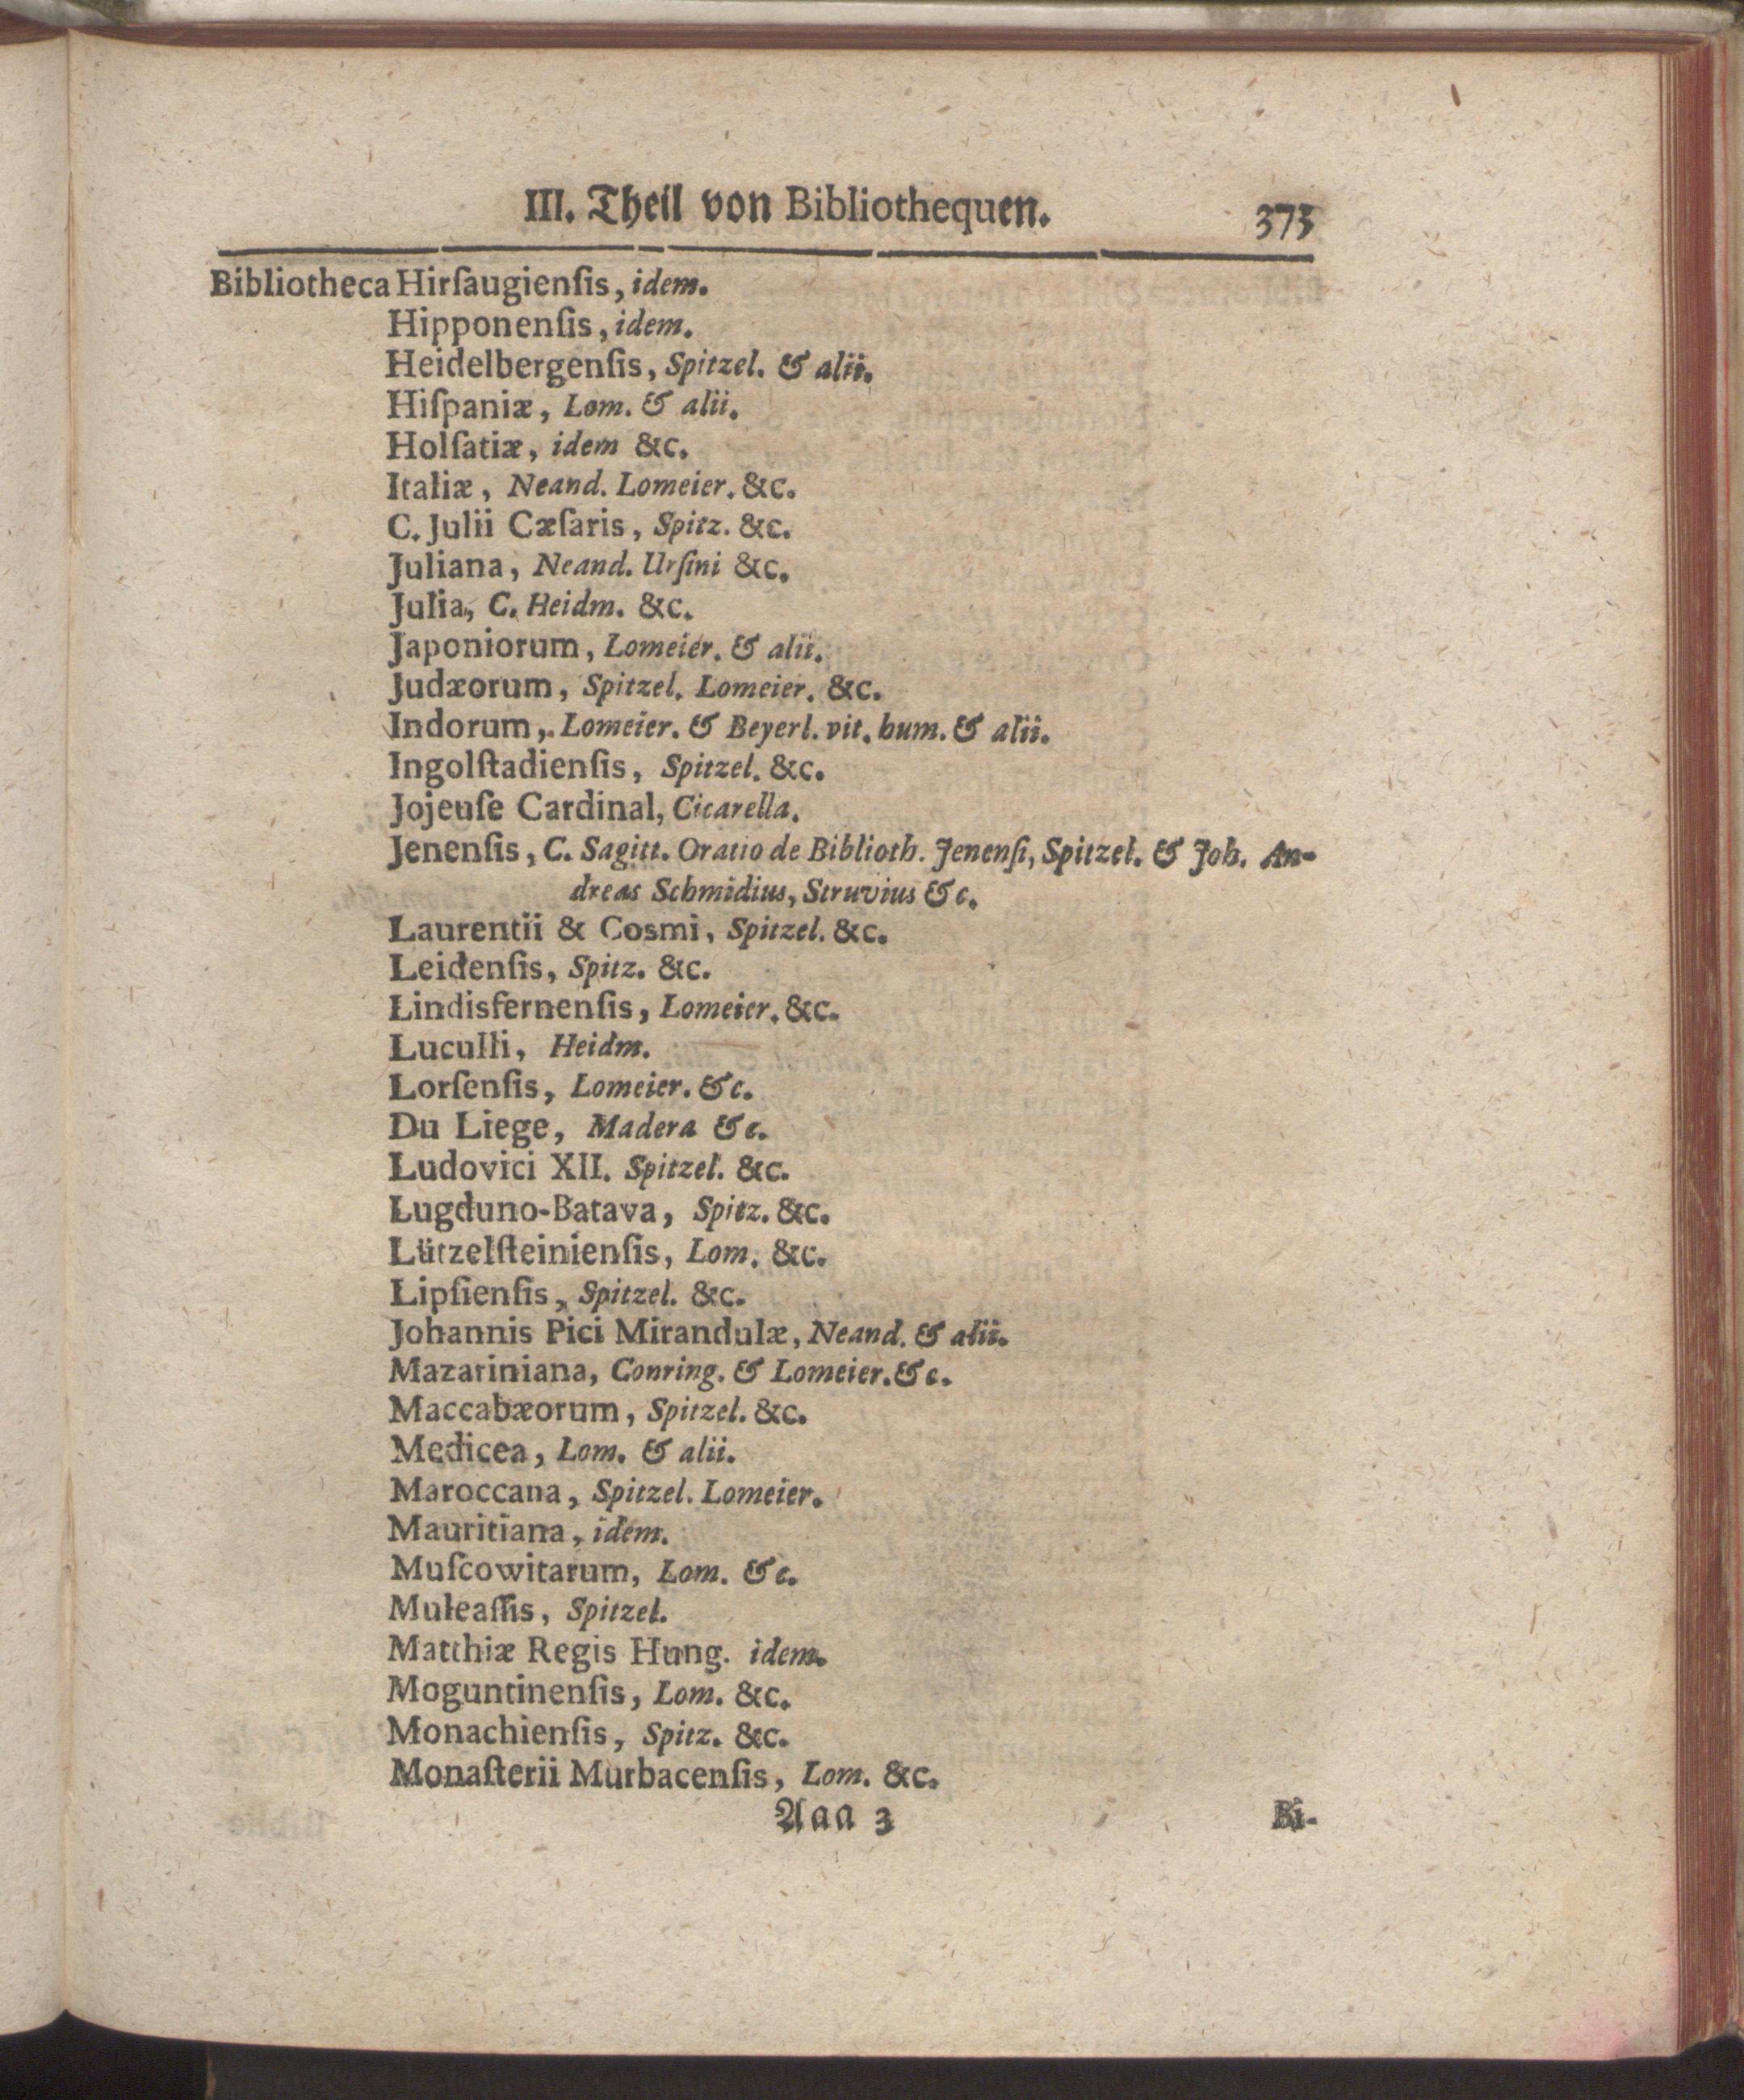 III. Theil von Bibliothequen. 373
Bibliotheca Hirſaugienſis, idem.
Hipponenſis, idem.
Heidelbergenſis, Spitzel. & alii.
Hiſpaniæ, Lom. & alii.
Holſatiæ, idem &c.
Italiæ, Neand. Lomeier. &c.
C. Julii Cæſaris, Spitz. &c.
Juliana, Neand. Urſini &c.
Julia, C. Heidm. &c.
Japoniorum, Lomeier. & alii.
Judæorum, Spitzel. Lomeier. &c.
Indorum, Lomeier. & Beyerl. vit. hum. & alii.
Ingolſtadienſis, Spitzel. &c.
Jojeuſe Cardinal, Cicarella.
Jenenſis, C. Sagitt. Oratio de Biblioth. Jenenſi, Spitzel. & Joh. An-
dreas Schmidius, Struvius &c.
Laurentii & Cosmi, Spitzel. &c.
Leidenſis, Spitz. &c.
Lindisfernenſis, Lomeier. &c.
Luculli, Heidm.
Lorſenſis, Lomeier. &c.
Du Liege, Madera &c.
Ludovici XII. Spitzel. &c.
Lugduno-Batava, Spitz. &c.
Lützelſteinienſis, Lom. &c.
Lipſienſis, Spitzel. &c.
Johannis Pici Mirandulæ, Neand. & alii.
Mazariniana, Conring. & Lomeier. &c.
Maccabæorum, Spitzel. &c.
Medicea, Lom. & alii.
Maroccana, Spitzel. Lomeier.
Mauritiana, idem.
Muſcowitarum, Lom. &c.
Muleaſſis, Spitzel.
Matthiæ Regis Hung. idem.
Moguntinenſis, Lom. &c.
Monachienſis, Spitz. &c.
Monaſterii Murbacenſis, Lom. &c.
Aaa 3 Bi-